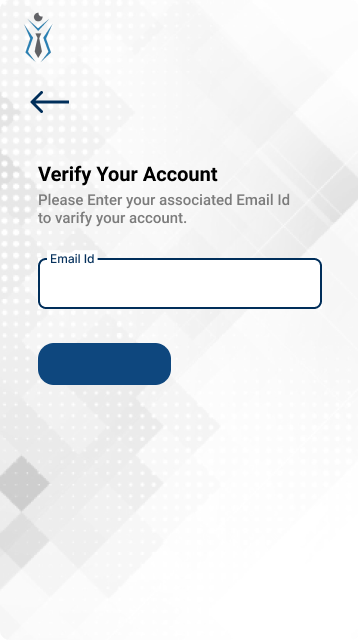 Verify Your Account
Please Enter your associated Email Id
to varify your account.
Email Id